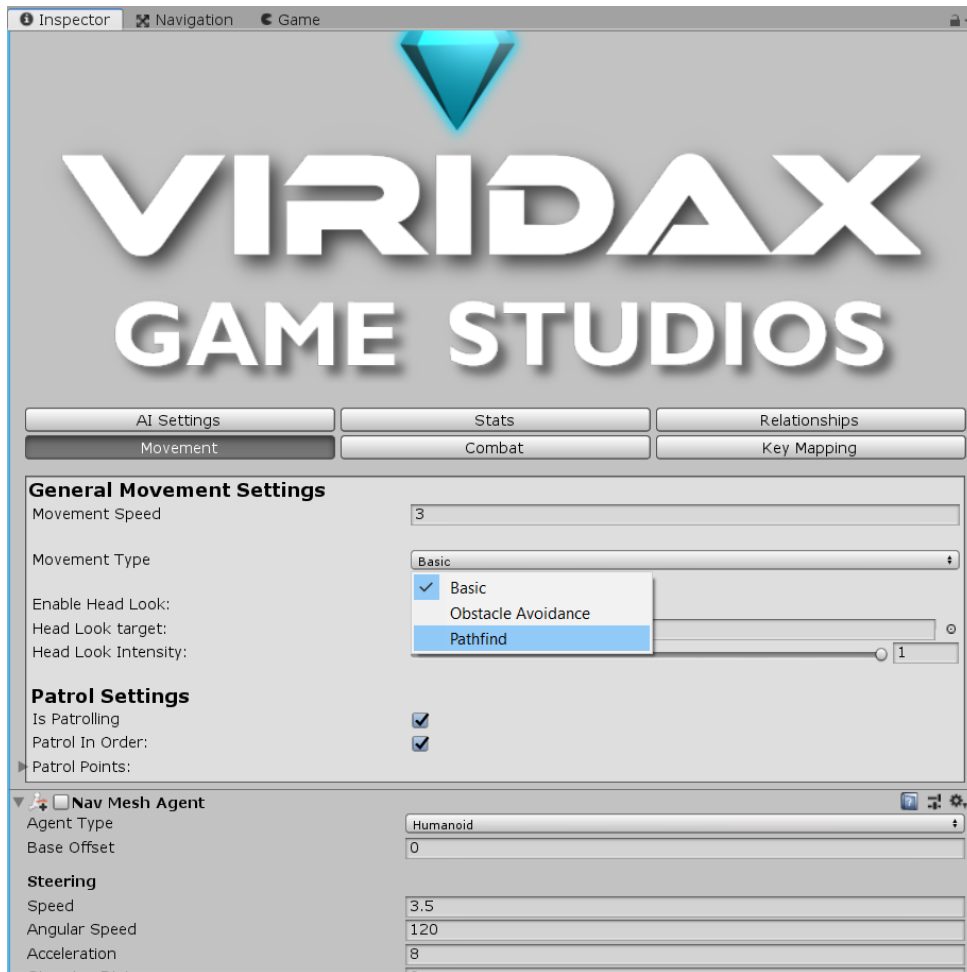 Inspector Navigation Game
VIRIDAX
GAME STUDIOS
AI Settings Stats Relationships
Movement Combat Key Mapping
General Movement Settings
Movement Speed 3
Movement Type Basic
Basic
Enable Head Look:
Obstacle Avoidance
Head Look target:
Pathfind
Head Look Intensity: 1
Patrol Settings
Is Patrolling
Patrol In Order:
Patrol Points:
Nav Mesh Agent
Agent Type Humanoid
Base Offset 0
Steering
Speed 3.5
Angular Speed 120
Acceleration 8